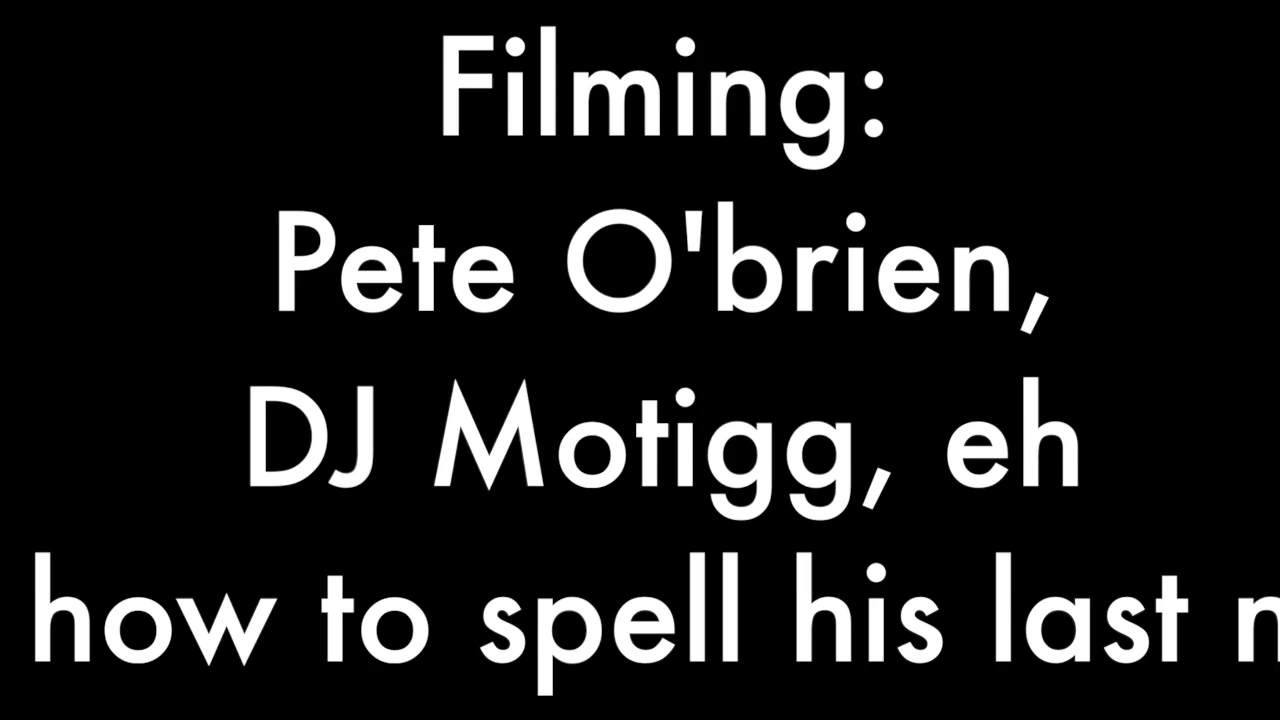 Filming:
Pete O'brien,
DJ Motigg, eh
how to spell his last